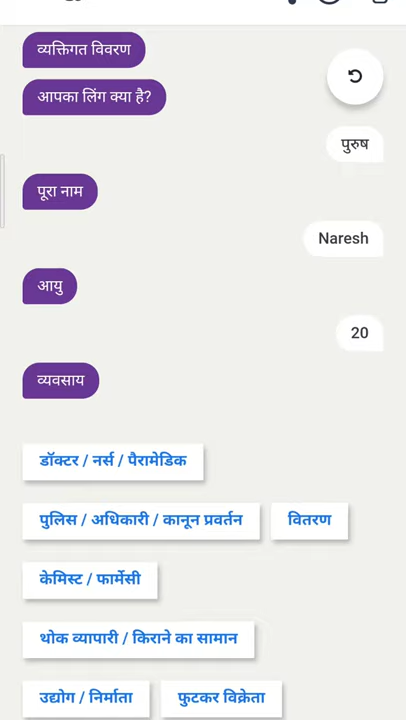 व्यक्तिगत विवरण
आपका लिंग क्या है?
पुरुष
पूरा नाम
Naresh
आयु
20
व्यवसाय
डॉक्टर / नर्स / पैरामेडिक
पुलिस / अधिकारी / कानून प्रवर्तन वितरण
केमिस्ट / फार्मेसी
थोक व्यापारी / किराने का सामान
उद्योग / निर्माता फुटकर विक्रेता